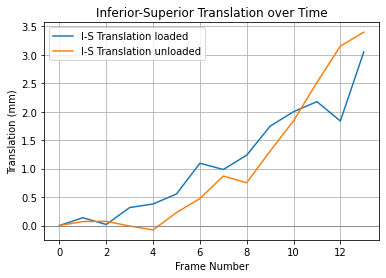 Inferior-Superior Translation over Time
I-S Translation loaded
I-S Translation unloaded
Translation (mm)
3.5
3.0
2.5
2.0
1.5
1.0
0.5
0.0
0 2 4 6 8 10 12
Frame Number